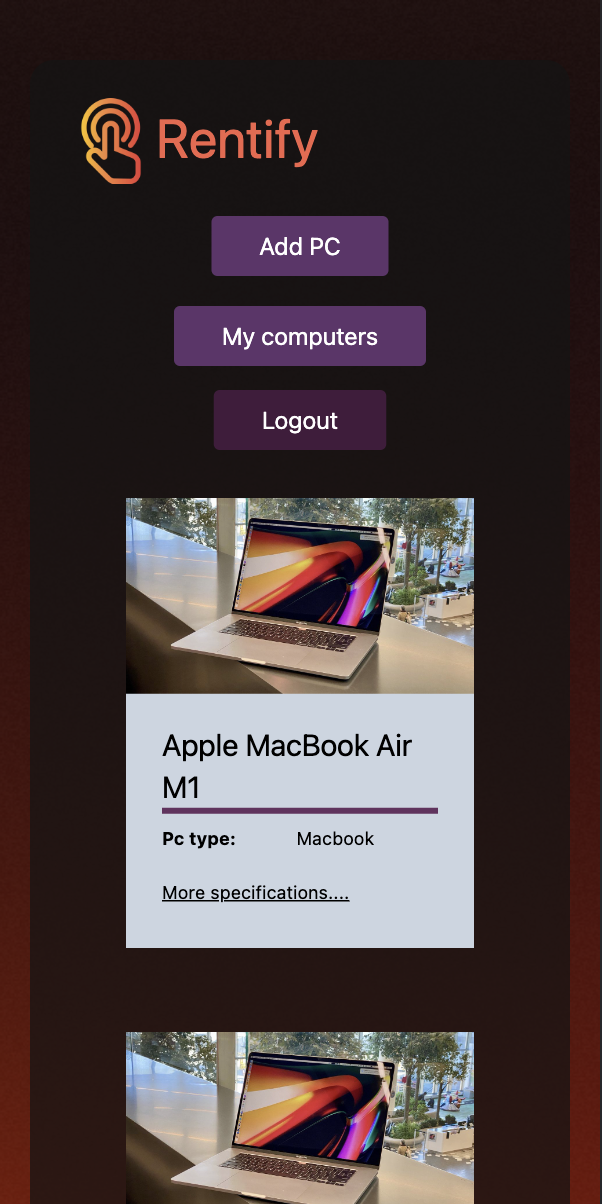 Rentify
Add PC
My computers
Logout
Apple MacBook Air
M1
Pc type: Macbook
More specifications....